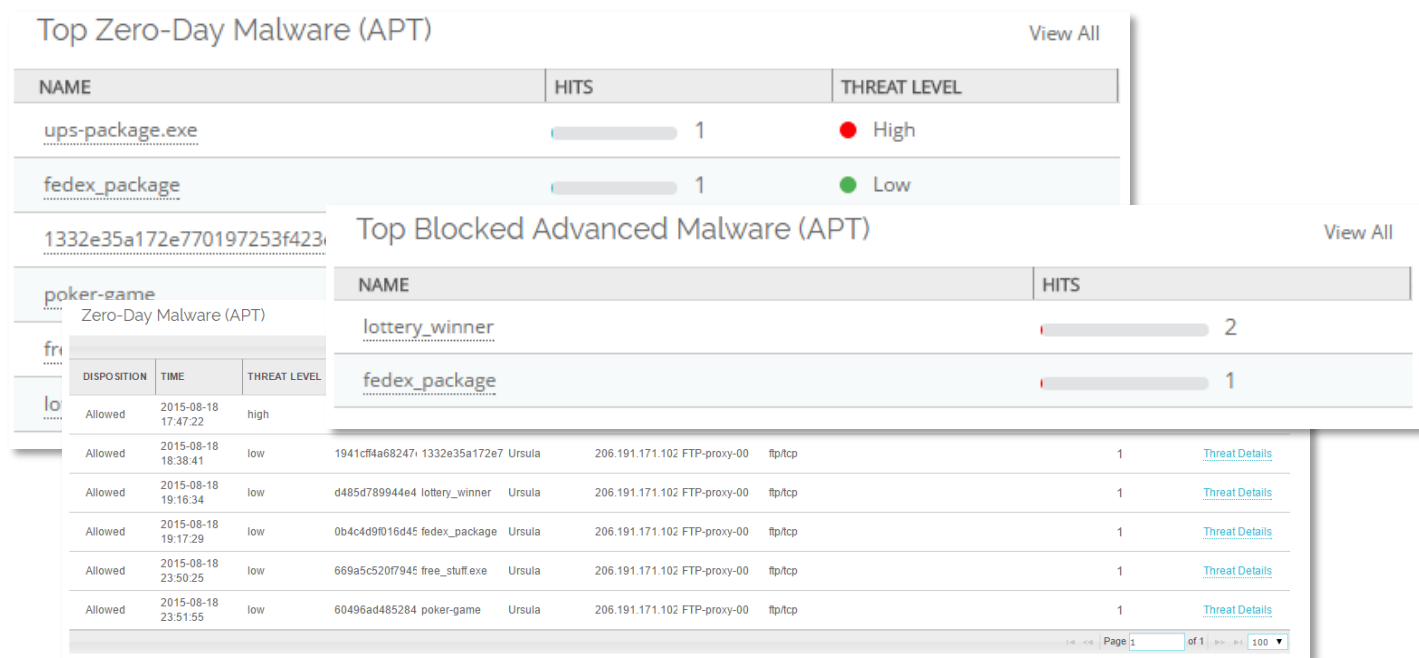 Top Zero-Day Malware (APT) View All
NAME HITS THREAT LEVEL
ups-package.exe 1 High
fedex_package 1 Low
1332e35a172e770197253f423
poker-game
fre
lo
Top Blocked Advanced Malware (APT) View All
NAME HITS
lottery_winner 2
fedex_package 1
Zero-Day Malware (APT)
DISPOSITION TIME THREAT LEVEL
Allowed 2015-08-18 17:47:22 high
Allowed 2015-08-18 18:38:41 low 1941cff4a68247 1332e35a172e7 Ursula 206.191.171.102 FTP-proxy-00 ftp/tcp 1 Threat Details
Allowed 2015-08-18 19:16:34 low d485d789944e4 lottery_winner Ursula 206.191.171.102 FTP-proxy-00 ftp/tcp 1 Threat Details
Allowed 2015-08-18 19:17:29 low 0b4c4d9f016d45 fedex_package Ursula 206.191.171.102 FTP-proxy-00 ftp/tcp 1 Threat Details
Allowed 2015-08-18 23:50:25 low 669a5c520f7945 free_stuff.exe Ursula 206.191.171.102 FTP-proxy-00 ftp/tcp 1 Threat Details
Allowed 2015-08-18 23:51:55 low 60496ad485284 poker-game Ursula 206.191.171.102 FTP-proxy-00 ftp/tcp 1 Threat Details
Page 1 of 1 100